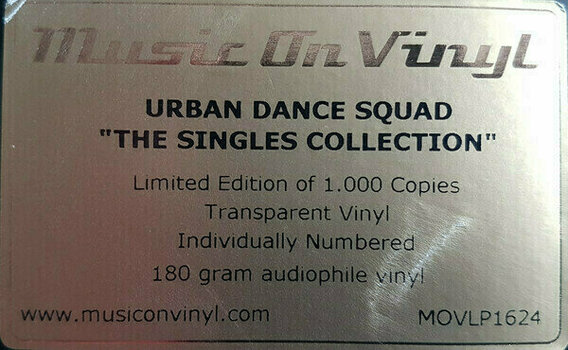 Music On Vinyl
URBAN DANCE SQUAD
"THE SINGLES COLLECTION"
Limited Edition of 1.000 Copies
Transparent Vinyl
Individually Numbered
180 gram audiophile vinyl
www.musiconvinyl.com MOVLP1624